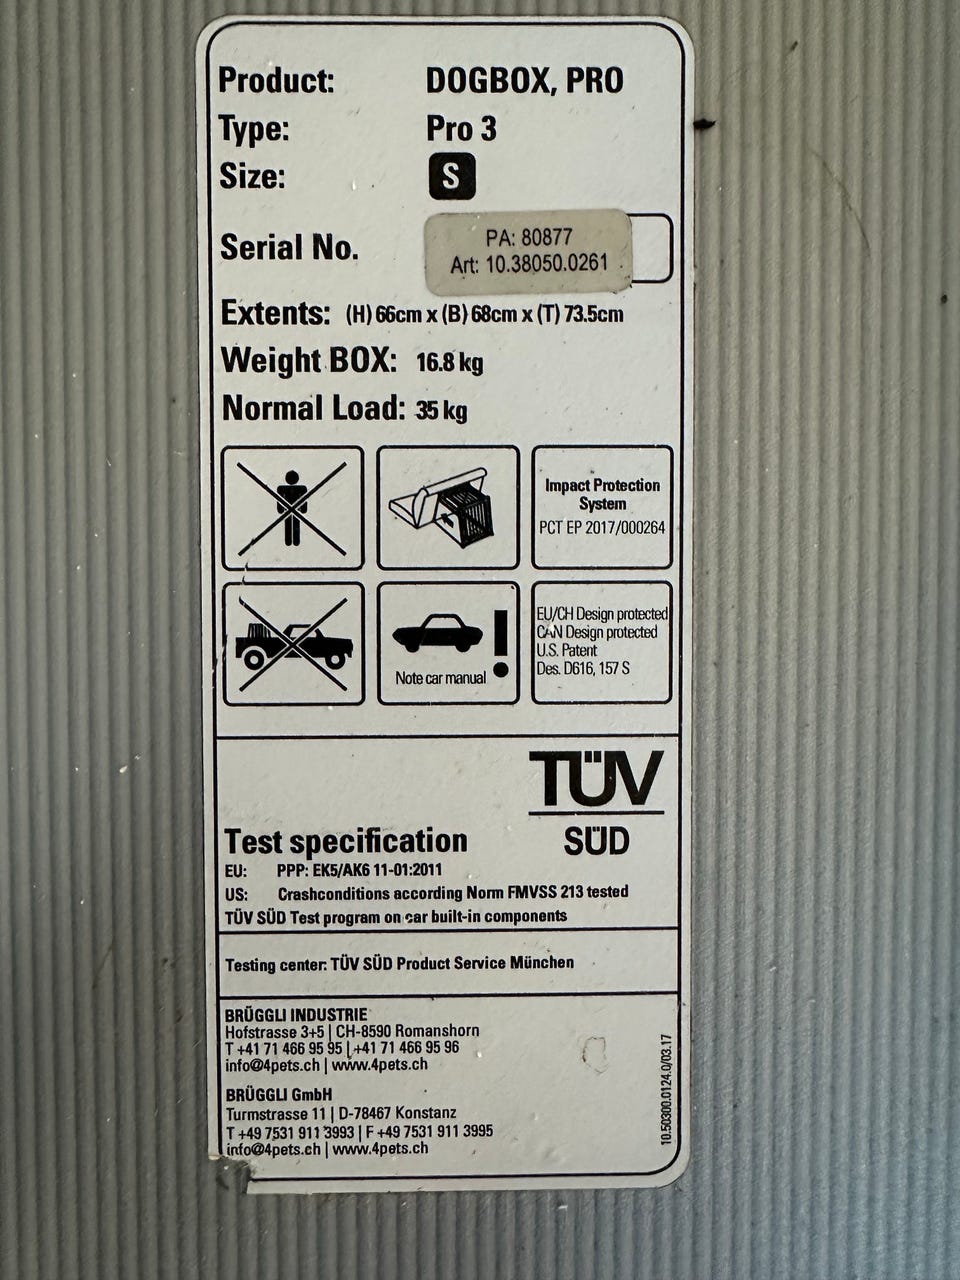 Product: DOGBOX, PRO
Type: Pro 3
Size: S
Serial No. PA: 80877
Art: 10.38050.0261
Extents: (H) 66cm x (B) 68cm x (T) 73.5cm
Weight BOX: 16.8 kg
Normal Load: 35 kg
Impact Protection
System
PCT EP 2017/000264
Note car manual
!
EU/CH Design protected
CAN Design protected
U.S. Patent
Des. D616, 157 S
TÜV
SÜD
Test specification
EU: PPP: EK5/AK6 11-01:2011
US: Crashconditions according Norm FMVSS 213 tested
TÜV SÜD Test program on car built-in components
Testing center: TÜV SÜD Product Service München
BRÜGGLI INDUSTRIE
Hofstrasse 3+5 | CH-8590 Romanshorn
T +41 71 466 95 95 | +41 71 466 95 96
info@4pets.ch | www.4pets.ch
BRÜGGLI GmbH
Turmstrasse 11 | D-78467 Konstanz
T +49 7531 911 3993 | F +49 7531 911 3995
info@4pets.ch | www.4pets.ch
10.50300.0124.0/03.17